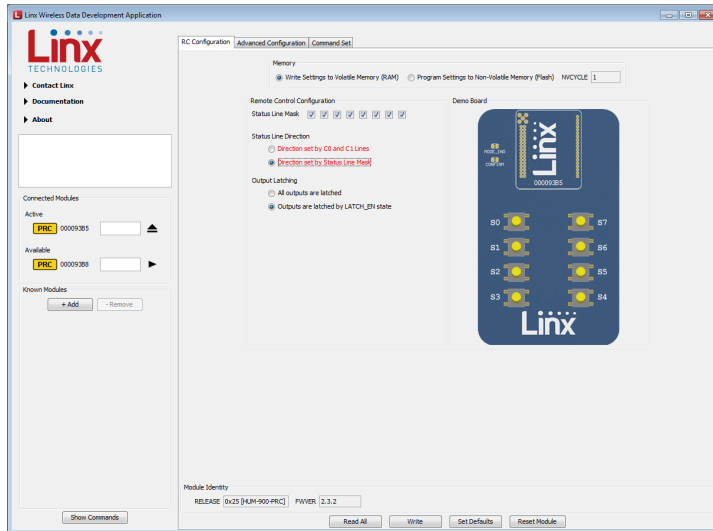 Linx Wireless Data Development Application
Linx
TECHNOLOGIES
Contact Linx
Documentation
About
Connected Modules
Active
PRC 000093B5
Available
PRC 000093B8
Known Modules
+ Add - Remove
Show Commands
RC Configuration Advanced Configuration Command Set
Memory
Write Settings to Volatile Memory (RAM) Program Settings to Non-Volatile Memory (Flash) NVCYCLE 1
Remote Control Configuration
Status Line Mask
Status Line Direction
Direction set by C0 and C1 Lines
Direction set by Status Line Mask
Output Latching
All outputs are latched
Outputs are latched by LATCH_EN state
Demo Board
Linx
MODE_IND
CONFIRM
000093B5
S0 S7
S1 S6
S2 S5
S3 S4
Linx
Module Identity
RELEASE 0x25 [HUM-900-PRC] FWVER 2.3.2
Read All Write Set Defaults Reset Module